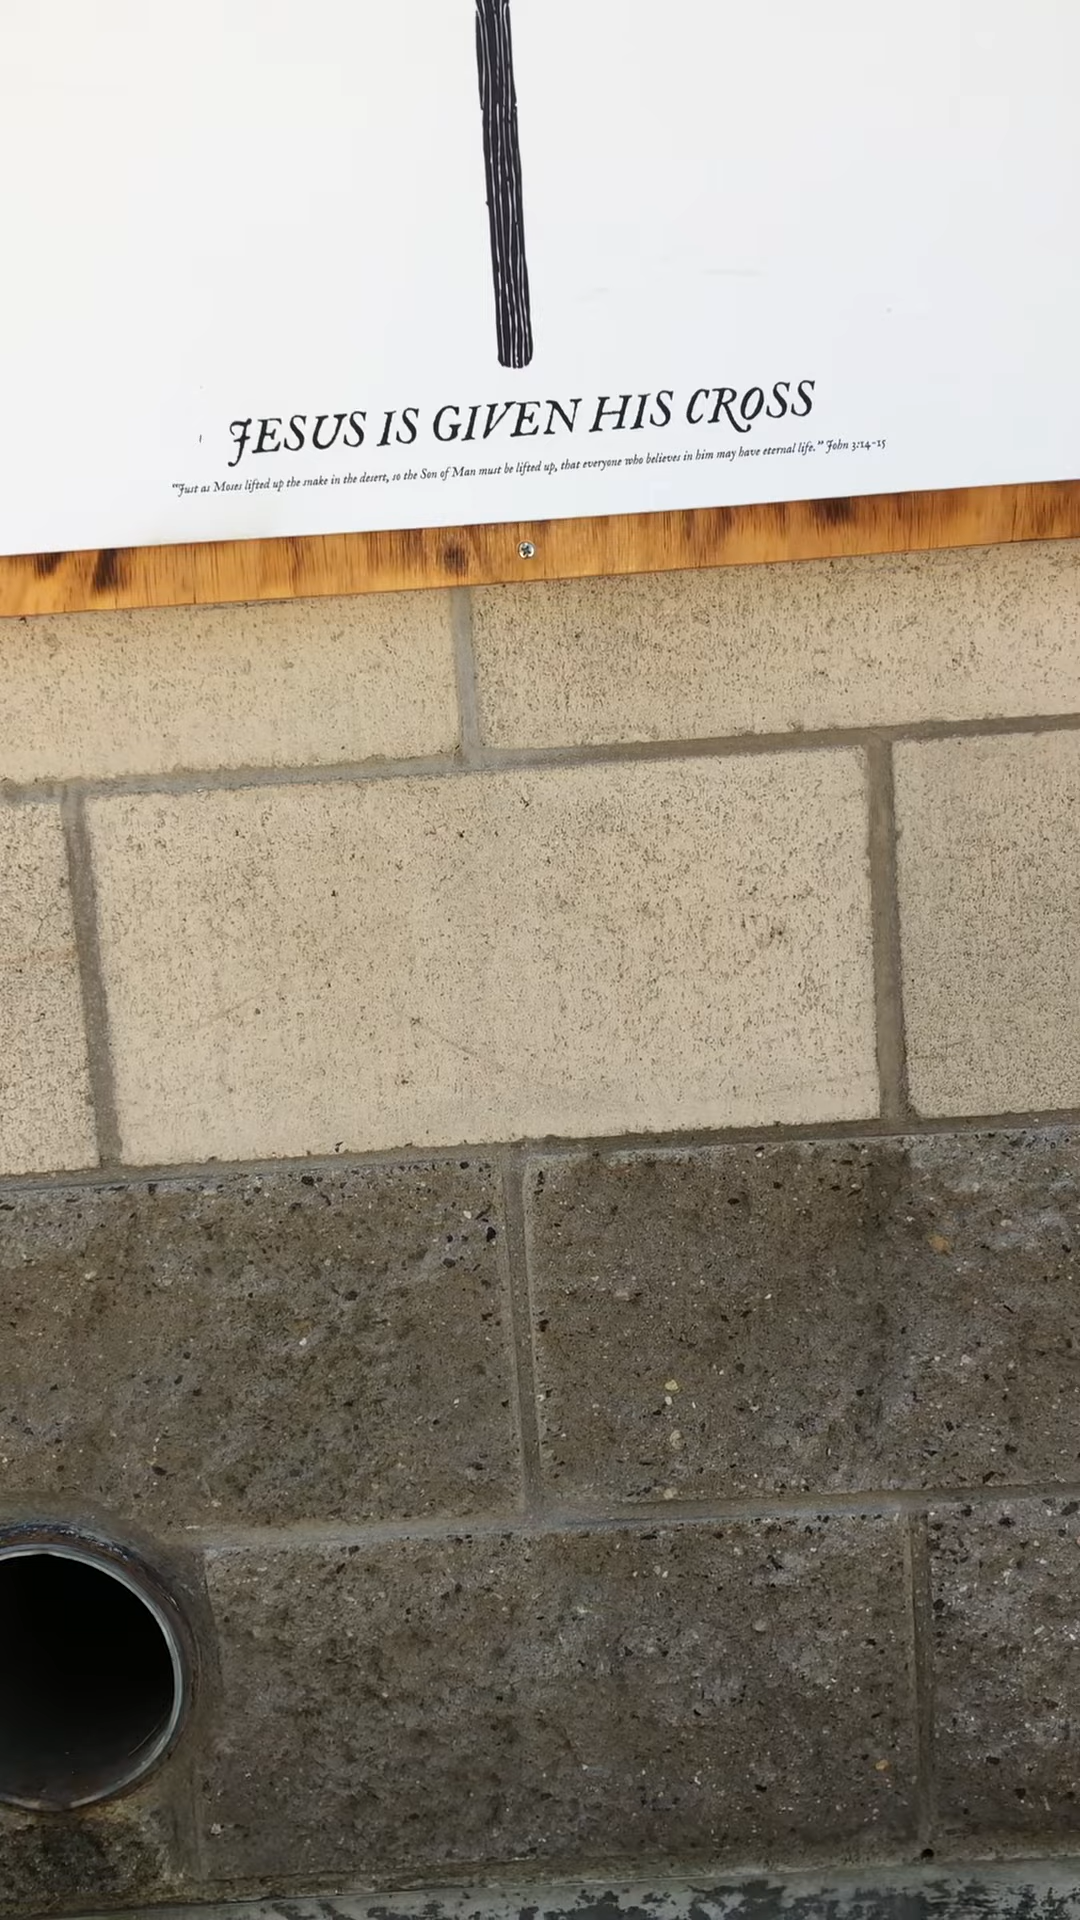 JESUS IS GIVEN HIS CROSS
“Just as Moses lifted up the snake in the desert, so the Son of Man must be lifted up, that everyone who believes in him may have eternal life.” John 3:14-15